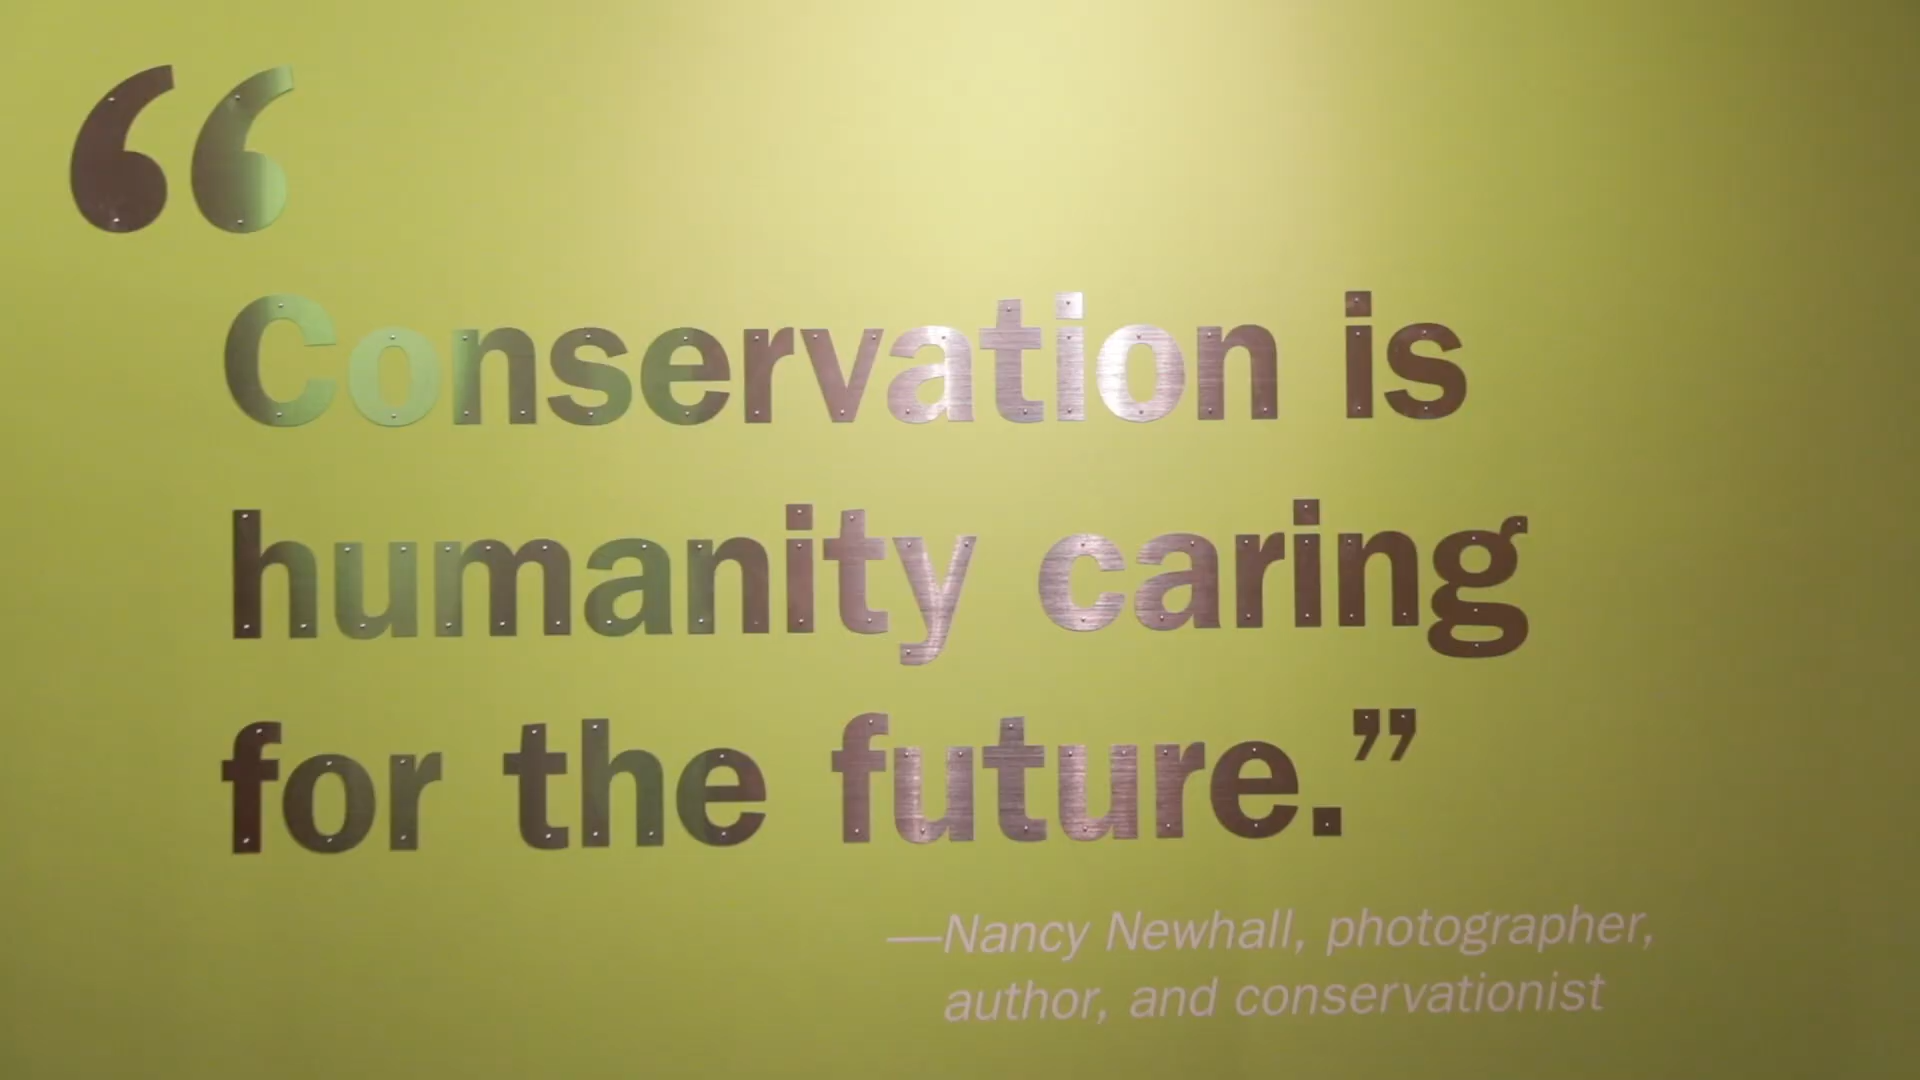 “
Conservation is
humanity caring
for the future.”
—Nancy Newhall, photographer,
author, and conservationist